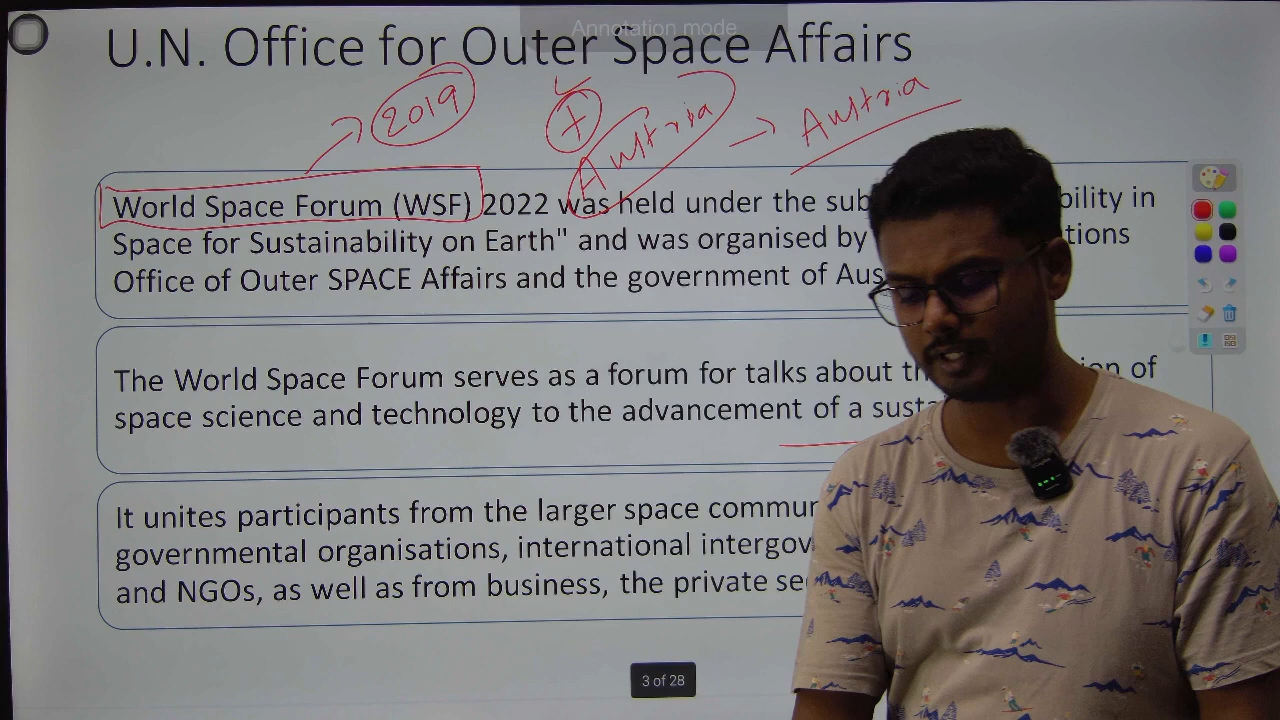 Annotation mode
U.N. Office for Outer Space Affairs
2019
Austria
Austria
World Space Forum (WSF) 2022 was held under the sub bility in
Space for Sustainability on Earth" and was organised by tions
Office of Outer SPACE Affairs and the government of Aus
The World Space Forum serves as a forum for talks about th on of
space science and technology to the advancement of a susta
It unites participants from the larger space commun
governmental organisations, international intergov
and NGOs, as well as from business, the private se
3 of 28